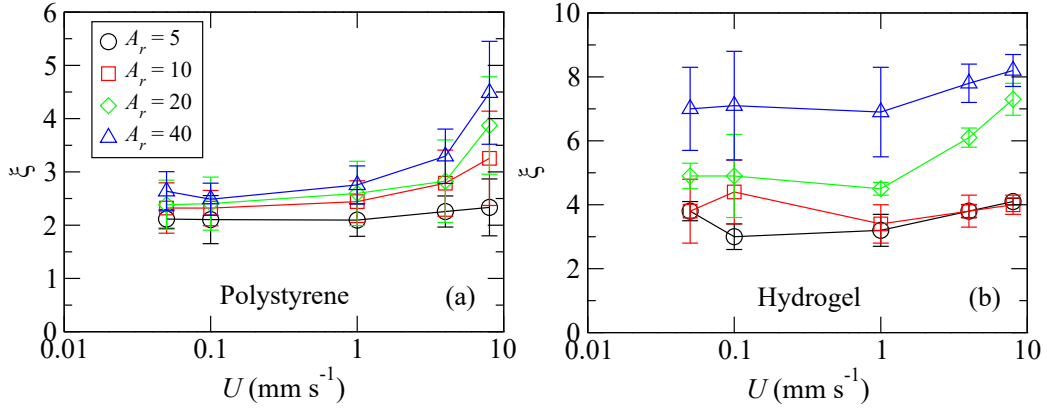 6
5
4
3
2
1
0
ξ
A_r = 5
A_r = 10
A_r = 20
A_r = 40
Polystyrene (a)
0.01 0.1 1 10
U (mm s⁻¹)
10
8
6
4
2
0
ξ
Hydrogel (b)
0.01 0.1 1 10
U (mm s⁻¹)